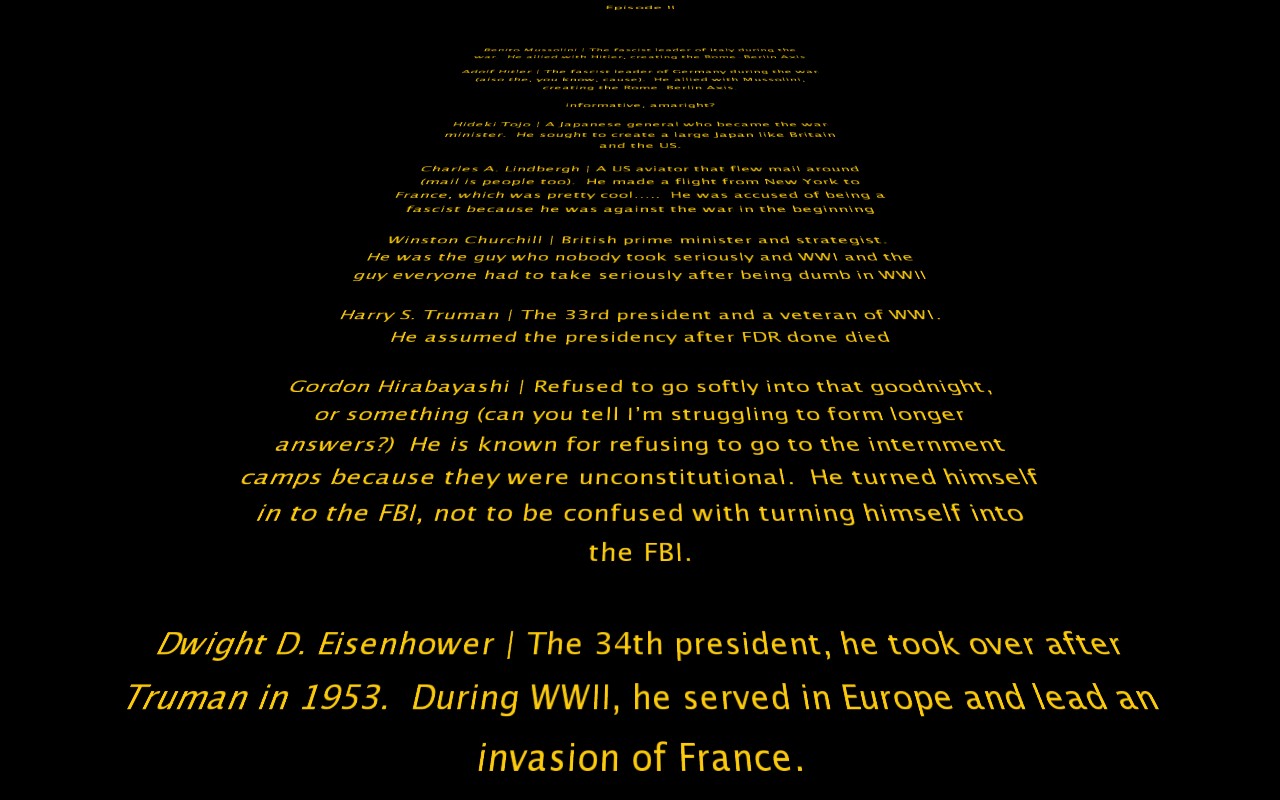 Episode II
Benito Mussolini | The fascist leader of Italy during the
war.  He allied with Hitler, creating the Rome  Berlin Axis.
Adolf Hitler | The fascist leader of Germany during the war
(also the, you know, cause).  He allied with Mussolini,
creating the Rome  Berlin Axis.
informative, amaright?
Hideki Tojo | A Japanese general who became the war
minister.  He sought to create a large Japan like Britain
and the US.
Charles A. Lindbergh | A US aviator that flew mail around
(mail is people too).  He made a flight from New York to
France, which was pretty cool.....  He was accused of being a
fascist because he was against the war in the beginning
Winston Churchill | British prime minister and strategist.
He was the guy who nobody took seriously and WWI and the
guy everyone had to take seriously after being dumb in WWII
Harry S. Truman | The 33rd president and a veteran of WWI.
He assumed the presidency after FDR done died
Gordon Hirabayashi | Refused to go softly into that goodnight,
or something (can you tell I'm struggling to form longer
answers?)  He is known for refusing to go to the internment
camps because they were unconstitutional.  He turned himself
in to the FBI, not to be confused with turning himself into
the FBI.
Dwight D. Eisenhower | The 34th president, he took over after
Truman in 1953.  During WWII, he served in Europe and lead an
invasion of France.